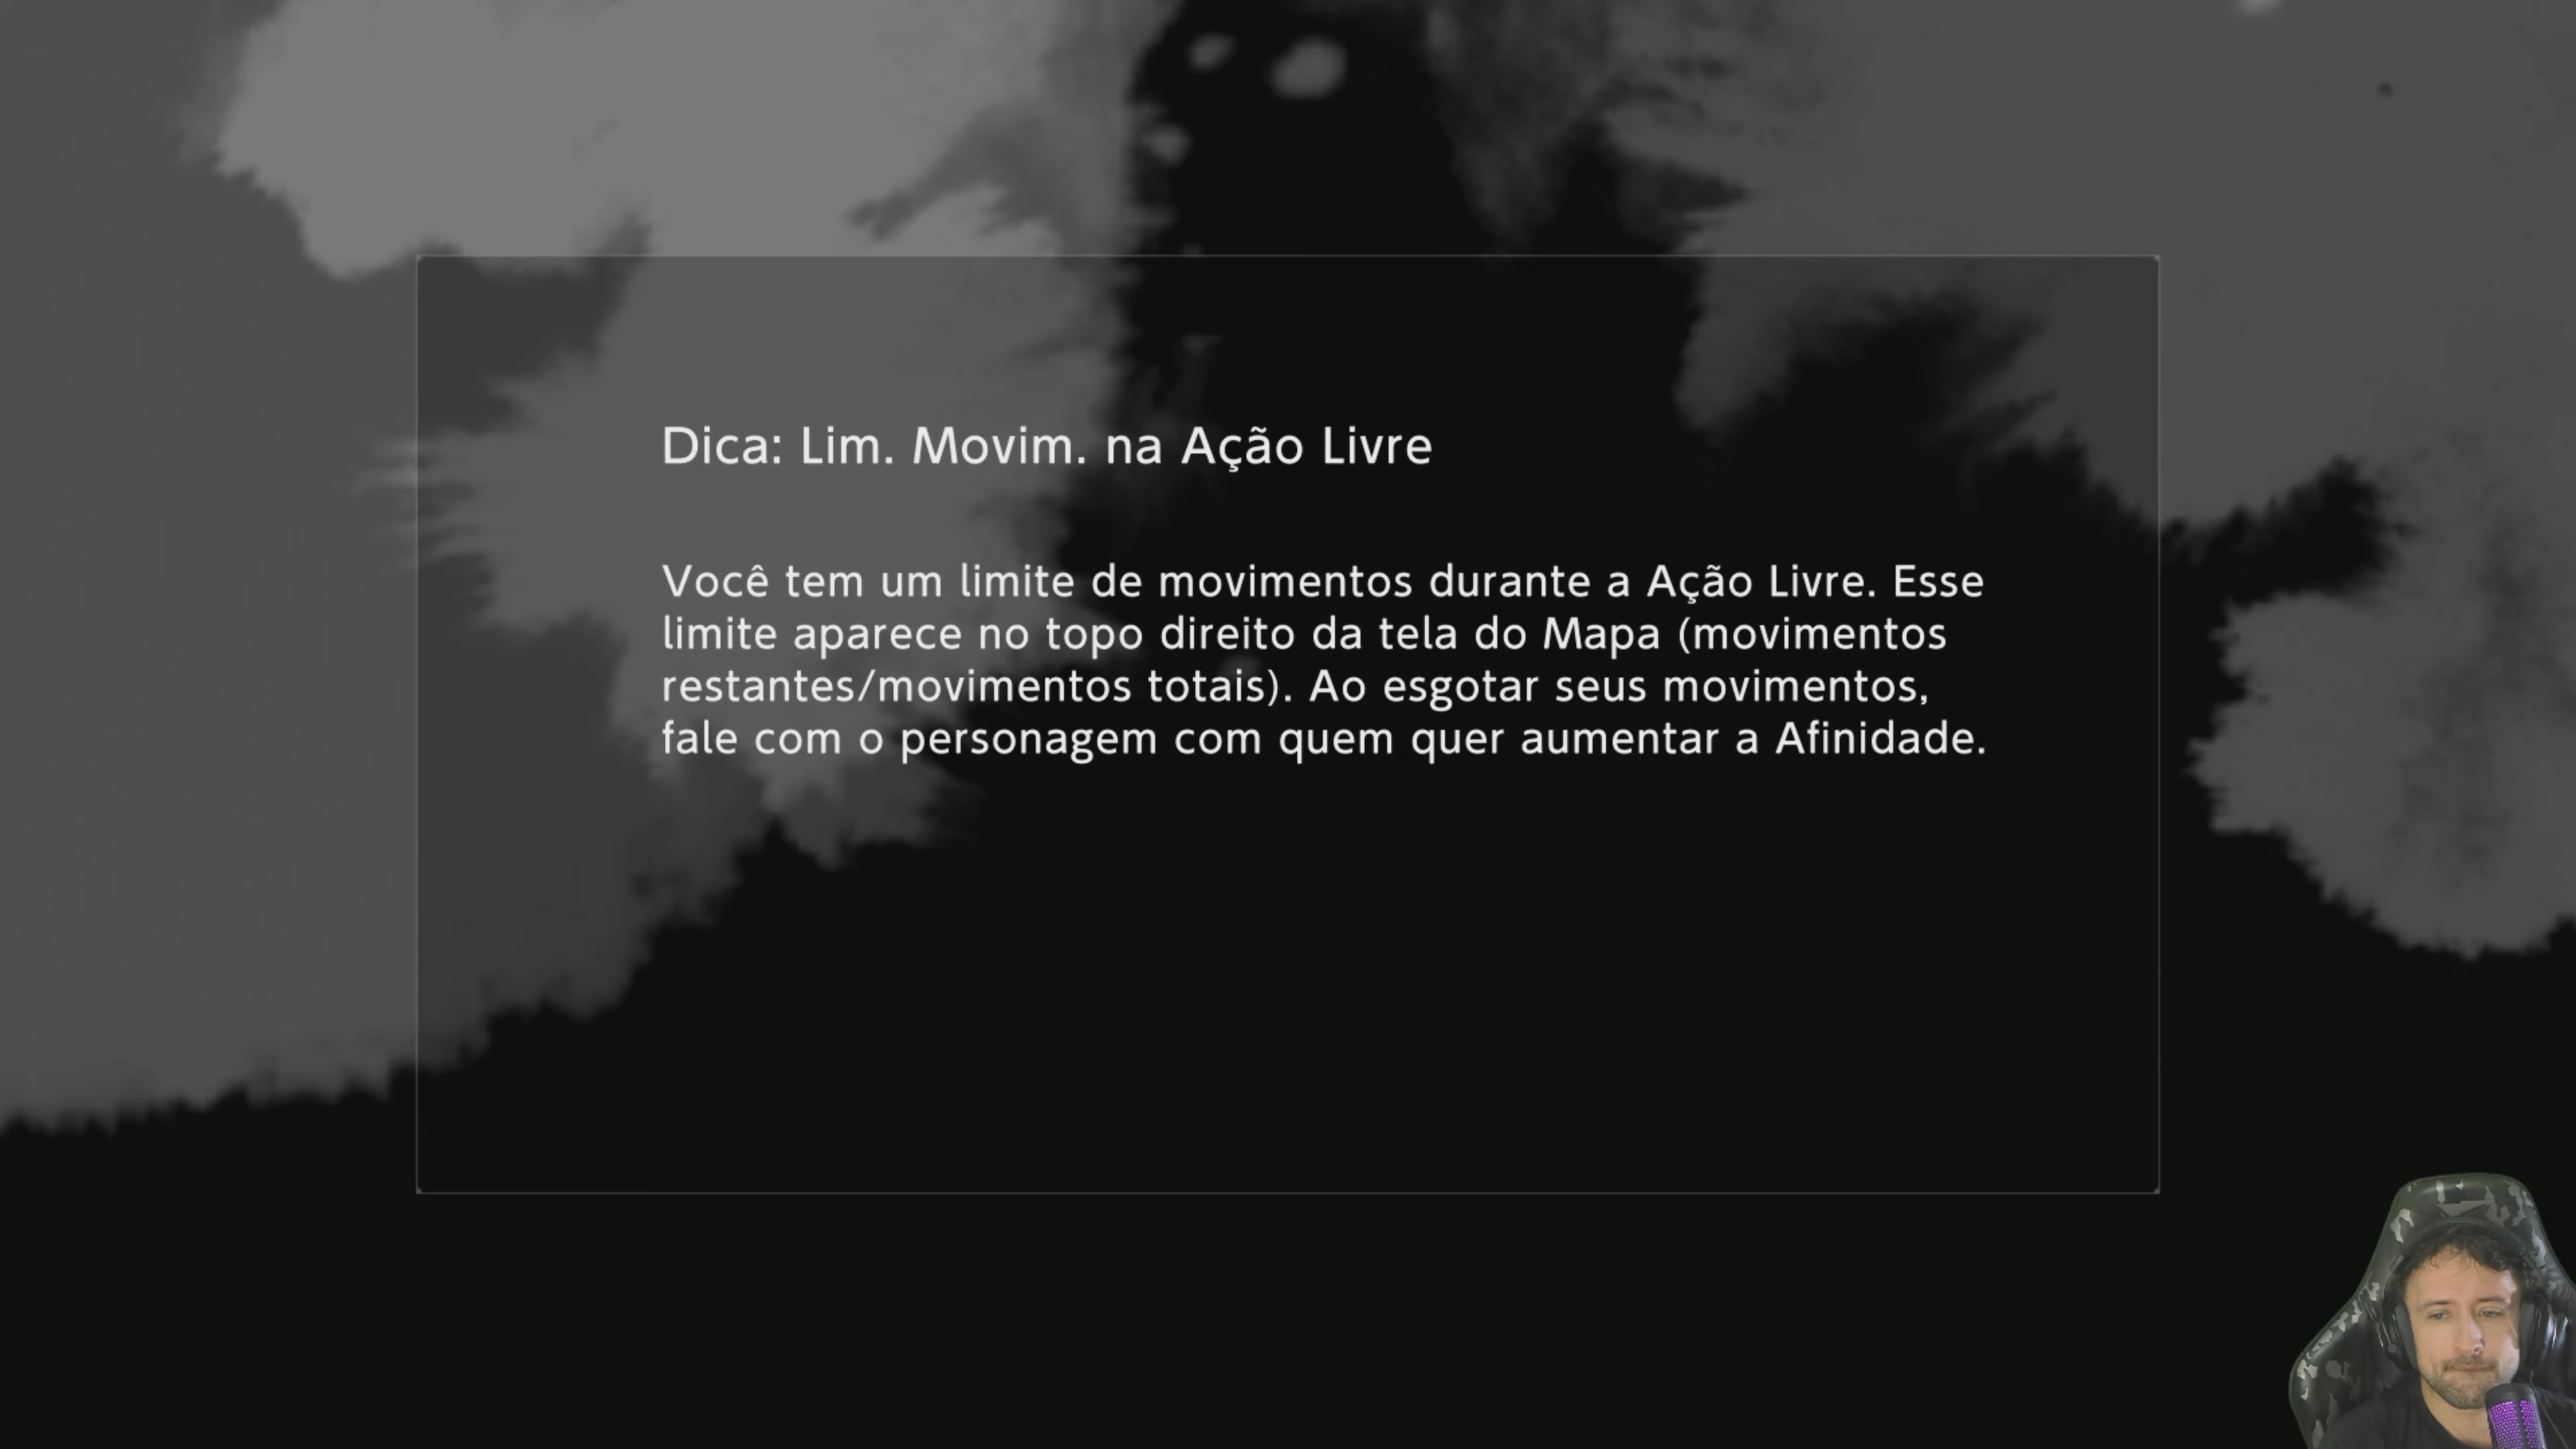 Dica: Lim. Movim. na Ação Livre
Você tem um limite de movimentos durante a Ação Livre. Esse
limite aparece no topo direito da tela do Mapa (movimentos
restantes/movimentos totais). Ao esgotar seus movimentos,
fale com o personagem com quem quer aumentar a Afinidade.